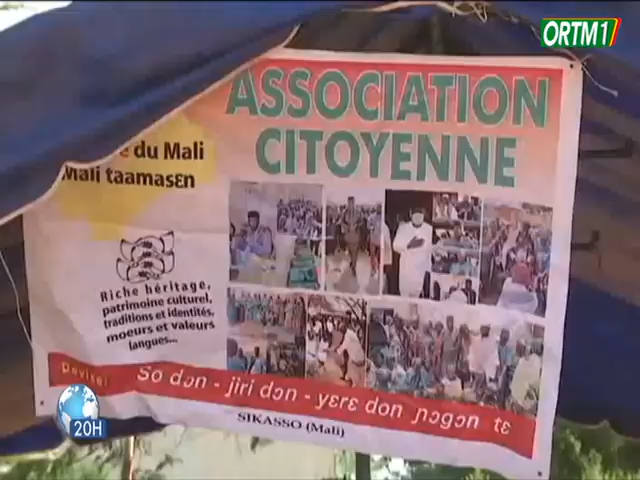 ORTM1
ASSOCIATION
CITOYENNE
du Mali
Mali taamasɛn
Riche héritage,
patrimoine culturel,
traditions et identités,
moeurs et valeurs
langues...
Devise:
So dɔn - jiri dɔn - yɛrɛ don ɲɔgɔn tɛ
SIKASSO (Mali)
20H